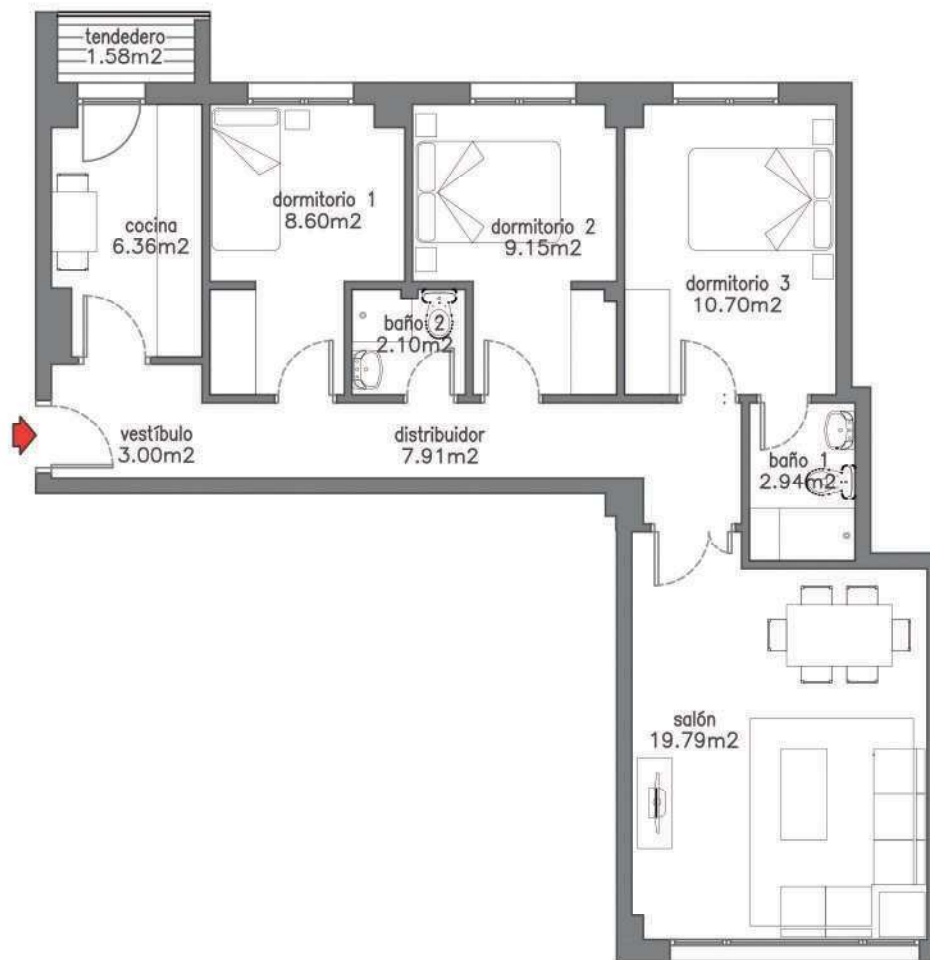 tendedero
1.58m2
dormitorio 1
8.60m2
cocina
6.36m2
dormitorio 2
9.15m2
dormitorio 3
10.70m2
baño 2
2.10m2
vestíbulo
3.00m2
distribuidor
7.91m2
baño 1
2.94m2
salón
19.79m2